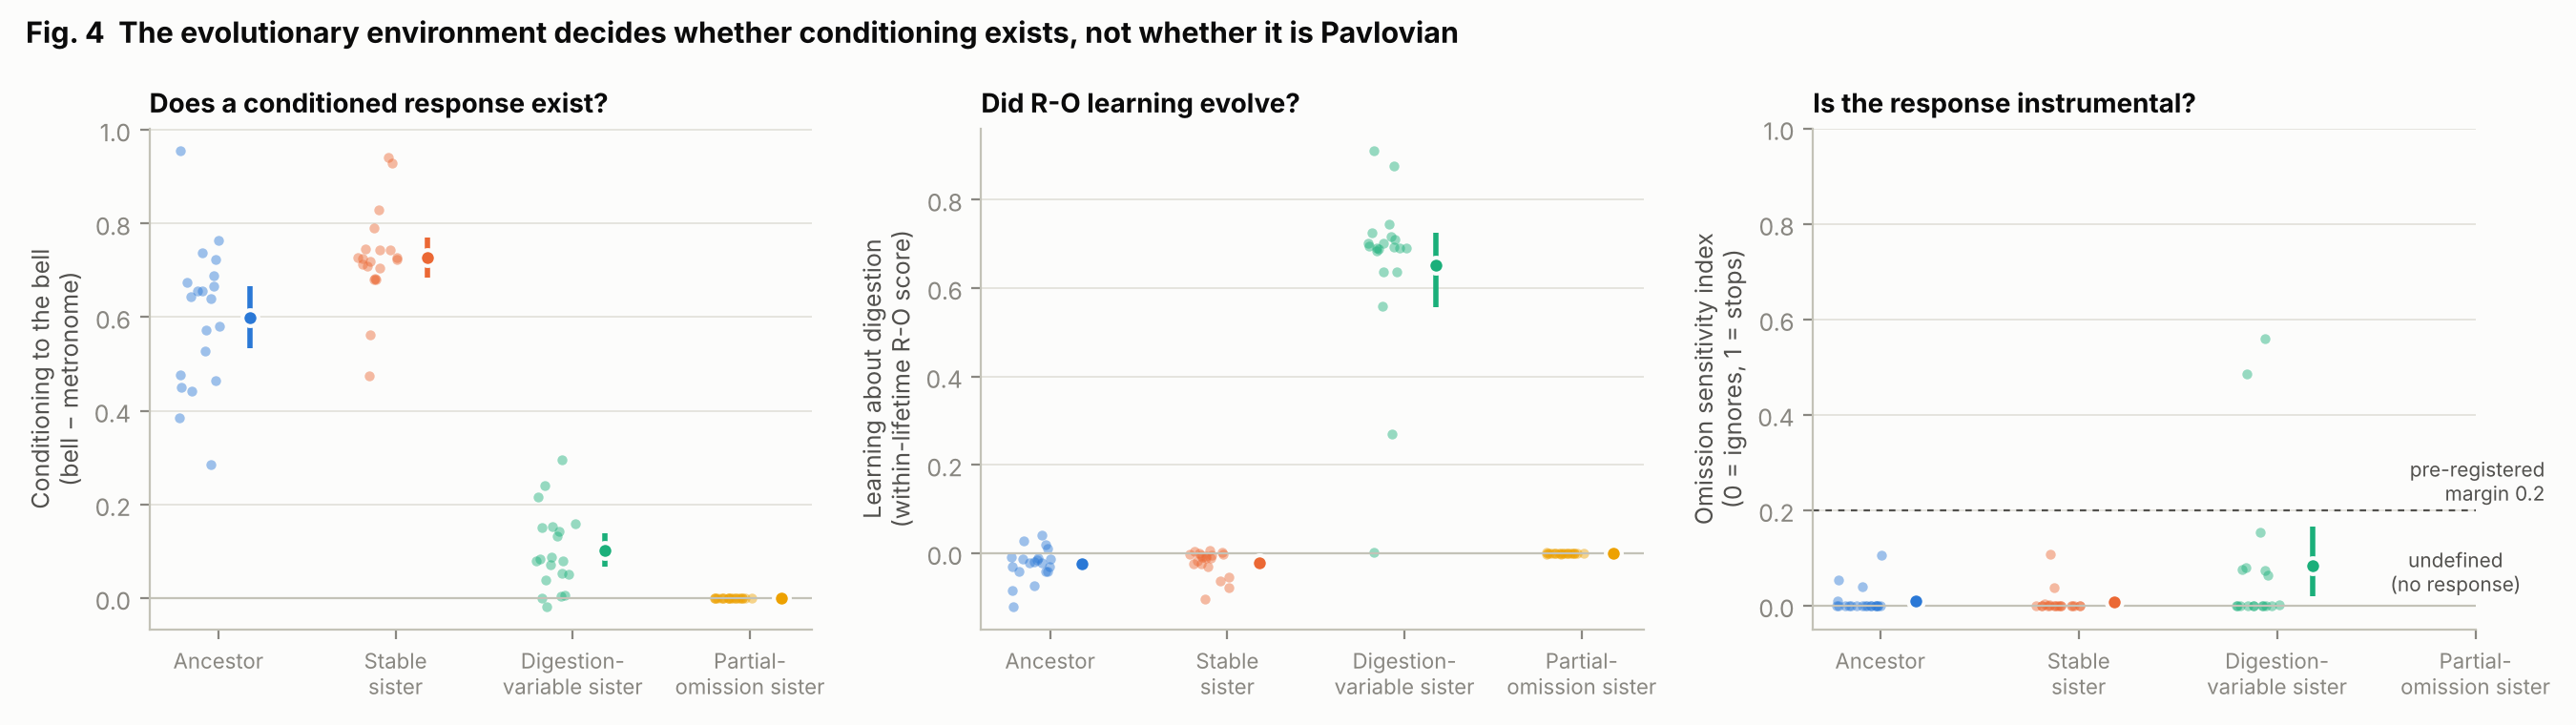 Fig. 4  The evolutionary environment decides whether conditioning exists, not whether it is Pavlovian
Does a conditioned response exist?
Conditioning to the bell
(bell − metronome)
1.0
0.8
0.6
0.4
0.2
0.0
Ancestor
Stable
sister
Digestion-
variable sister
Partial-
omission sister
Did R-O learning evolve?
Learning about digestion
(within-lifetime R-O score)
0.8
0.6
0.4
0.2
0.0
Ancestor
Stable
sister
Digestion-
variable sister
Partial-
omission sister
Is the response instrumental?
Omission sensitivity index
(0 = ignores, 1 = stops)
1.0
0.8
0.6
0.4
0.2
0.0
pre-registered
margin 0.2
undefined
(no response)
Ancestor
Stable
sister
Digestion-
variable sister
Partial-
omission sister